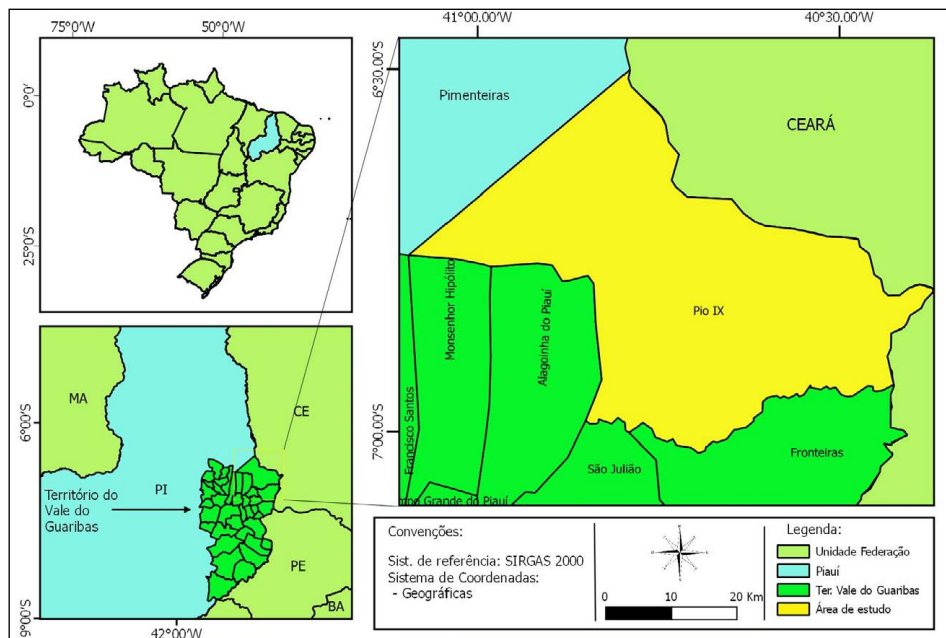 75°0'W
50°0'W
0°0'
25°0'S
41°00.00'W
40°30.00'W
6°30.00'S
7°00.00'S
Pimenteiras
CEARÁ
Pio IX
Monsenhor Hipólito
Alagoinha do Piauí
Francisco Santos
São Julião
Fronteiras
Grande do Piauí
MA
CE
6°0'S
PI
Território do
Vale do
Guaribas
PE
BA
9°00'S
42°00'W
Convenções:
Sist. de referência: SIRGAS 2000
Sistema de Coordenadas:
- Geográficas
0 10 20 Km
Legenda:
Unidade Federação
Piauí
Ter. Vale do Guaribas
Área de estudo